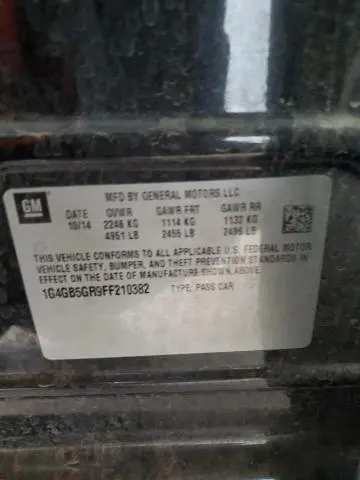 GM
MFD BY GENERAL MOTORS LLC
DATE GVWR GAWR FRT GAWR RR
10/14 2246 KG 1114 KG 1132 KG
4951 LB 2455 LB 2496 LB
THIS VEHICLE CONFORMS TO ALL APPLICABLE U.S. FEDERAL MOTOR
VEHICLE SAFETY, BUMPER, AND THEFT PREVENTION STANDARDS IN
EFFECT ON THE DATE OF MANUFACTURE SHOWN ABOVE.
1G4GB5GR9FF210382 TYPE: PASS CAR